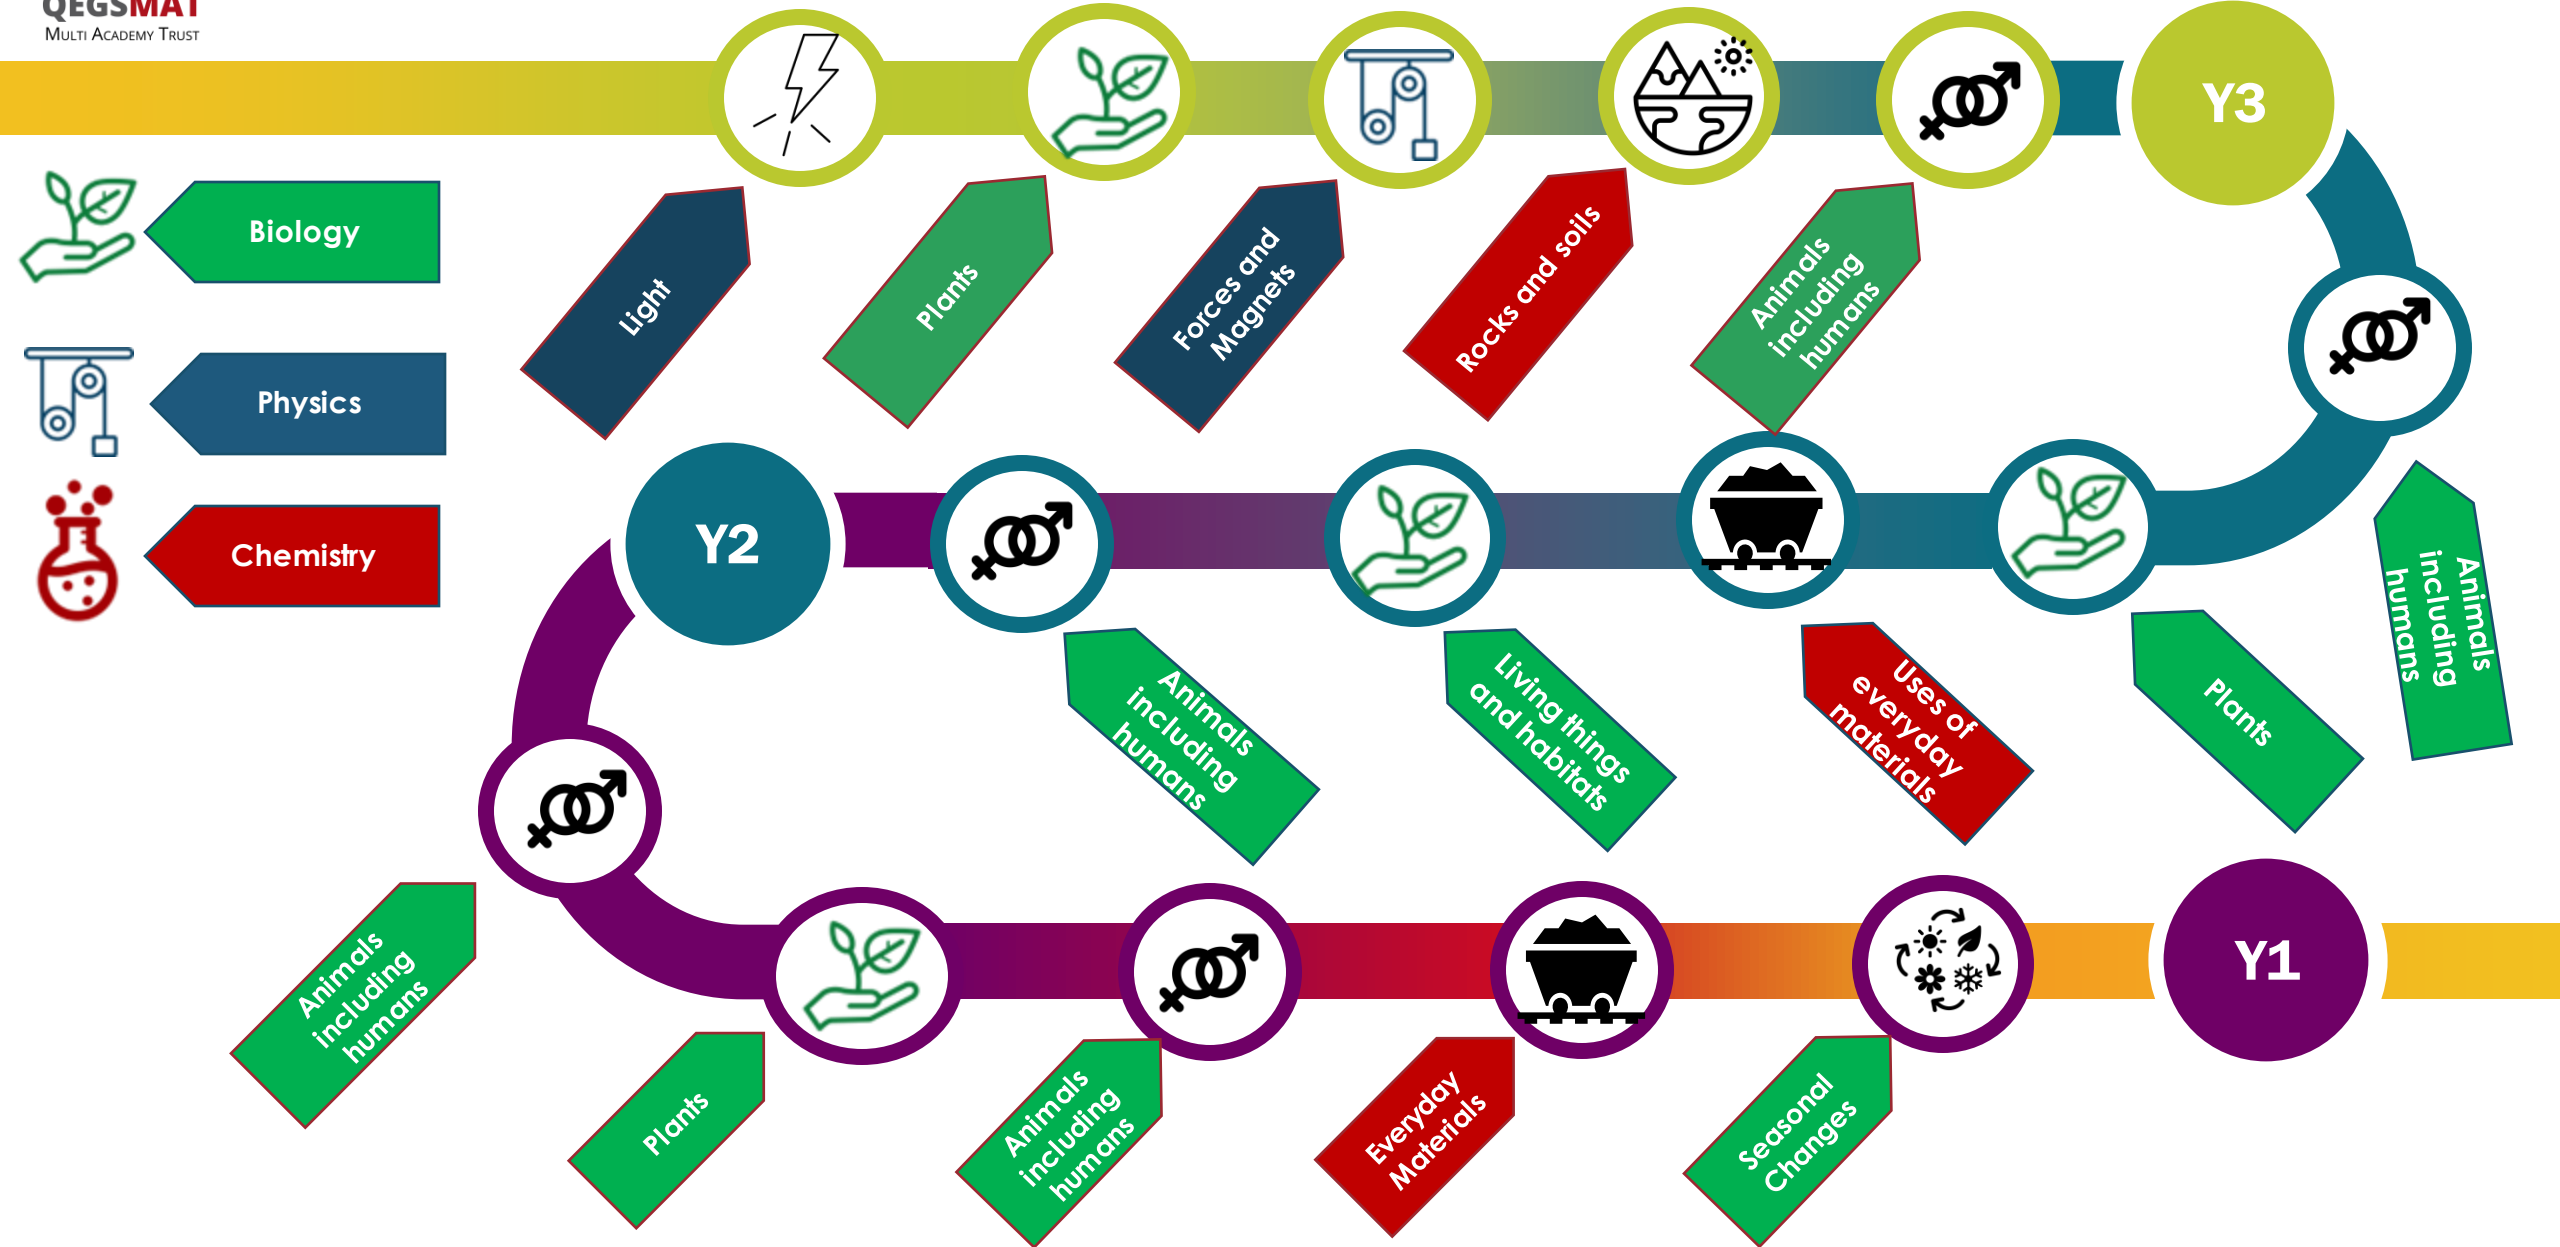 QEGSMAT
MULTI ACADEMY TRUST
Y3
Biology
Light
Plants
Forces and
Magnets
Rocks and soils
Animals
including
humans
Physics
Chemistry
Y2
Animals
including
humans
Living things
and habitats
Uses of
everyday
materials
Plants
Animals
including
humans
Y1
Animals
including
humans
Plants
Animals
including
humans
Everyday
Materials
Seasonal
Changes